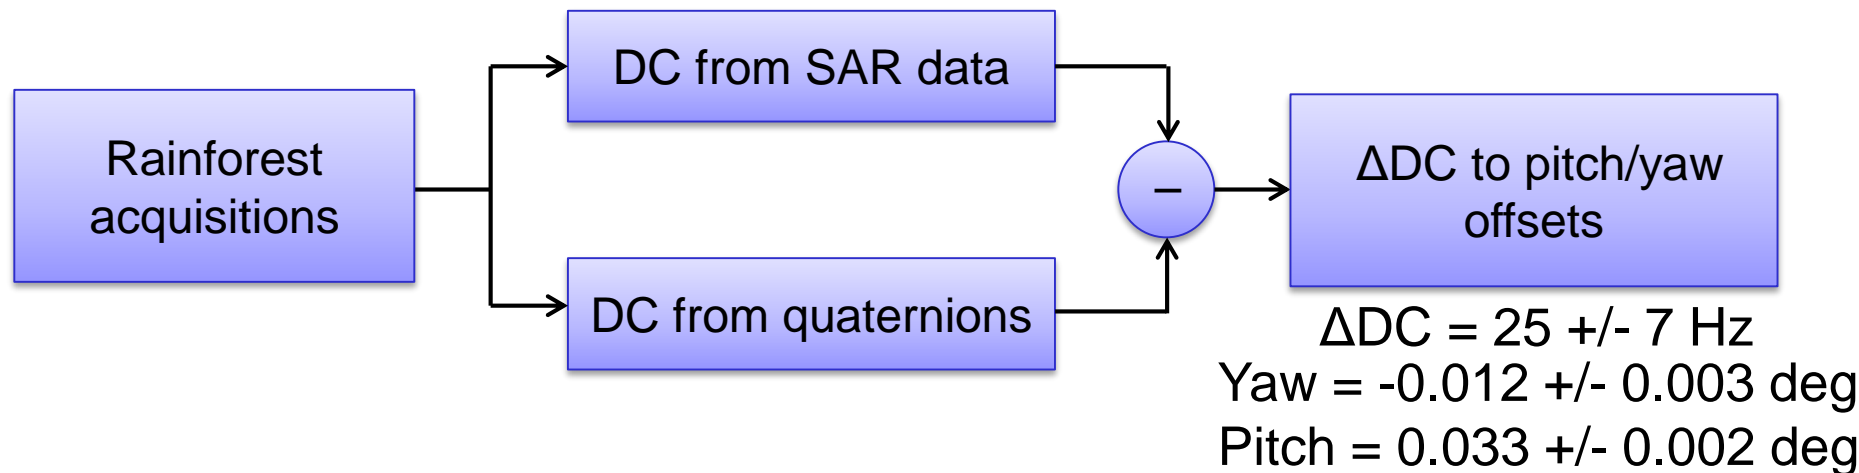 Rainforest
acquisitions
DC from SAR data
DC from quaternions
−
ΔDC to pitch/yaw
offsets
ΔDC = 25 +/- 7 Hz
Yaw = -0.012 +/- 0.003 deg
Pitch = 0.033 +/- 0.002 deg